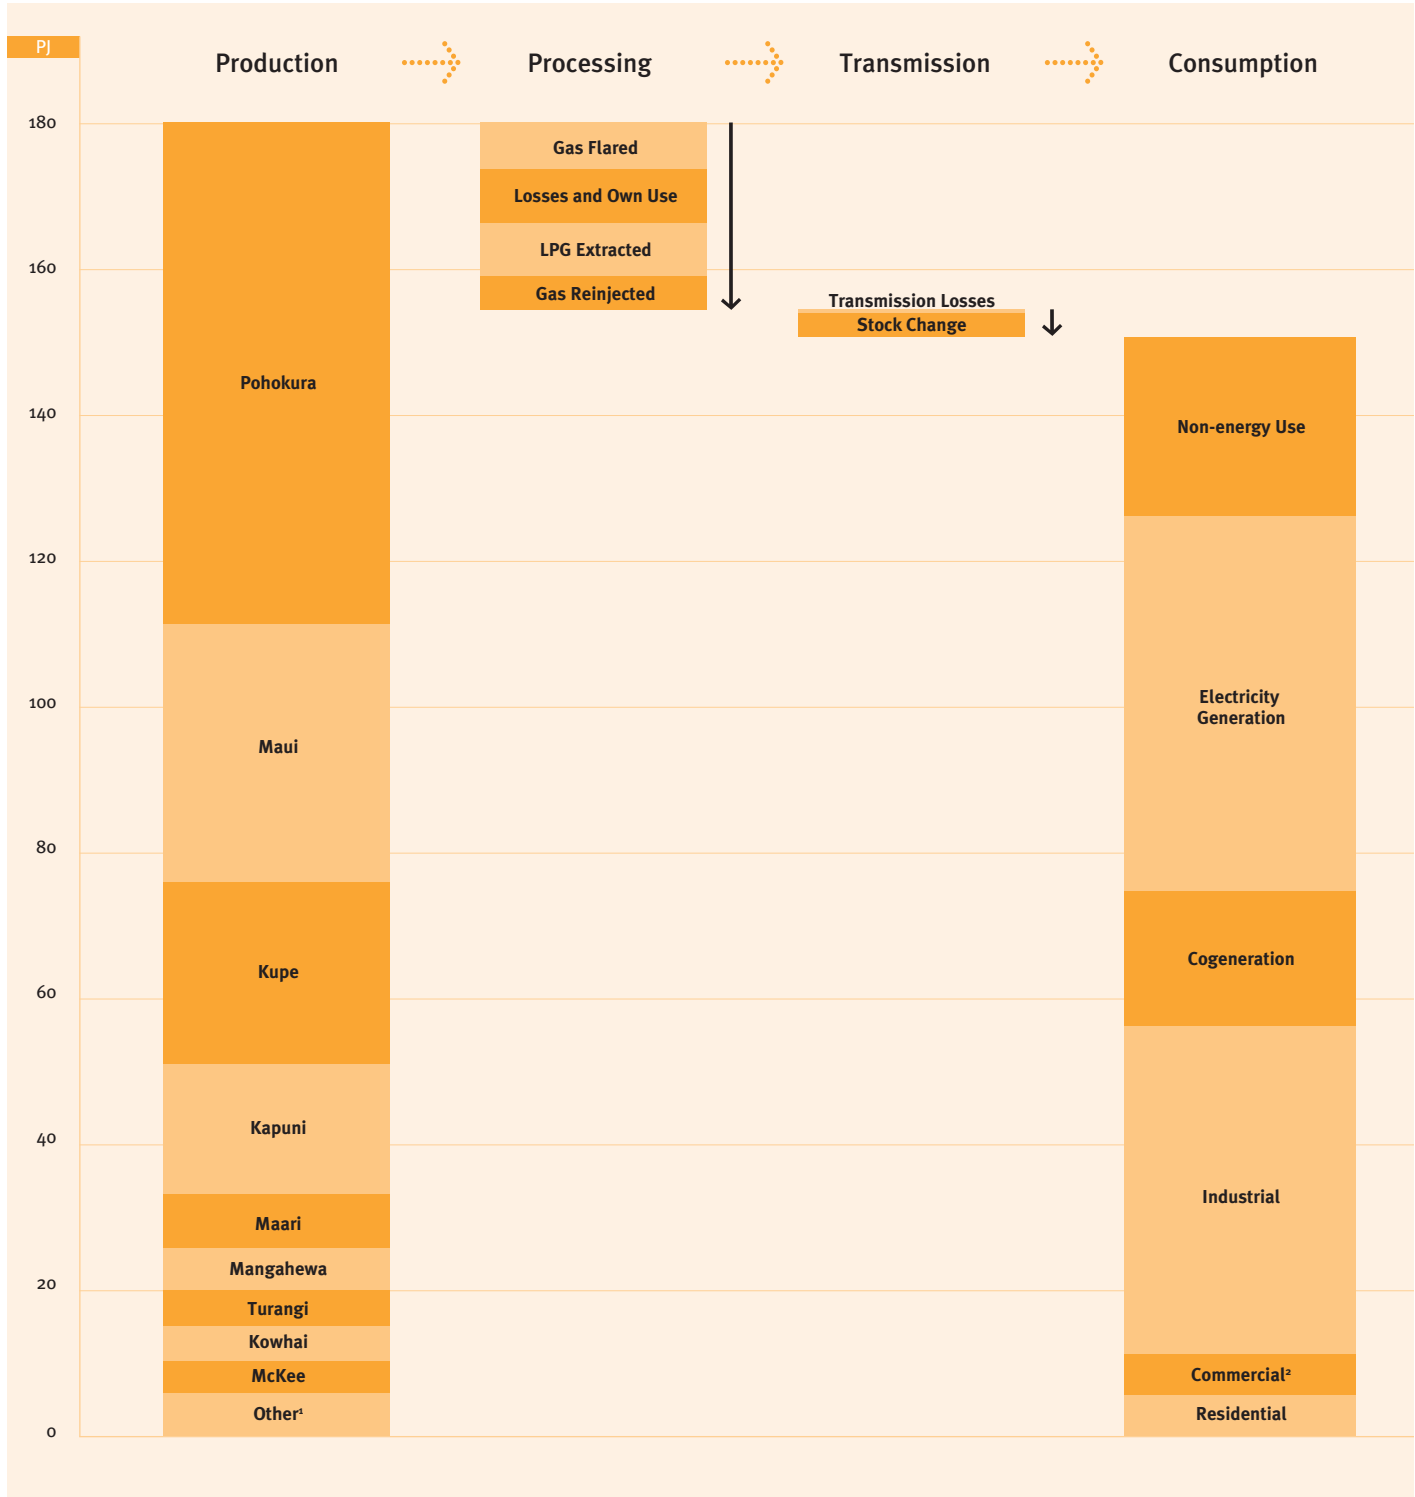 PJ
Production
Processing
Transmission
Consumption
180
160
140
120
100
80
60
40
20
0
Pohokura
Maui
Kupe
Kapuni
Maari
Mangahewa
Turangi
Kowhai
McKee
Other¹
Gas Flared
Losses and Own Use
LPG Extracted
Gas Reinjected
Transmission Losses
Stock Change
Non-energy Use
Electricity
Generation
Cogeneration
Industrial
Commercial²
Residential